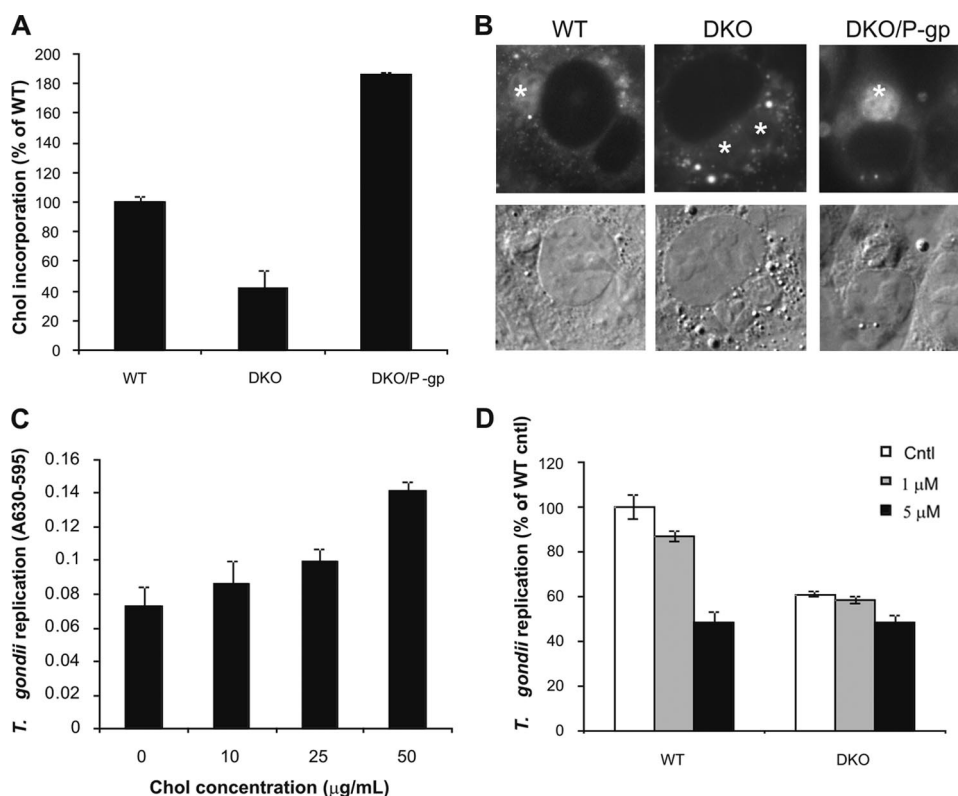 A
Chol incorporation (% of WT)
200
180
160
140
120
100
80
60
40
20
0
WT
DKO
DKO/P-gp
B
WT
DKO
DKO/P-gp
*
* *
*
C
T. gondii replication (A630-595)
0.16
0.14
0.12
0.1
0.08
0.06
0.04
0.02
0
0
10
25
50
Chol concentration (µg/mL)
D
T. gondii replication (% of WT cntl)
120
100
80
60
40
20
0
WT
DKO
Cntl
1 µM
5 µM